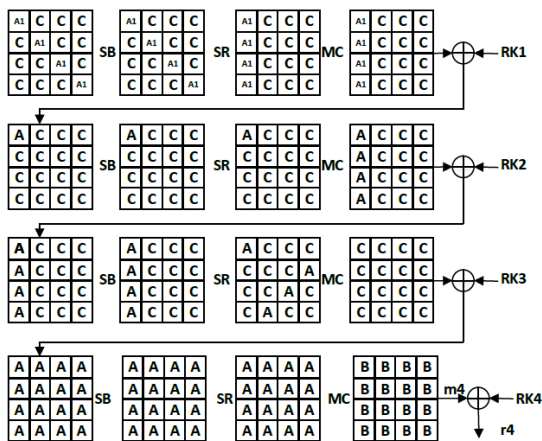 A1 C C C A1 C C C A1 C C C A1 C C C
C A1 C C C A1 C C A1 C C C A1 C C C
SB SR MC RK1
C C A1 C C C A1 C A1 C C C A1 C C C
C C C A1 C C C A1 A1 C C C A1 C C C
A C C C C C C C A C C C A C C C
C C C C C C C C C C C C A C C C
SB SR MC RK2
C C C C C C C C C C C C A C C C
C C C C C C C C C C C C A C C C
A C C C A C C C A C C C C C C C
A C C C A C C C C C C A C C C C
SB SR MC RK3
A C C C A C C C C C A C C C C C
A C C C A C C C C A C C C C C C
A A A A A A A A A A A A B B B B
A A A A A A A A A A A A B B B B
SB SR MC m4 RK4
A A A A A A A A A A A A B B B B
A A A A A A A A A A A A B B B B
r4